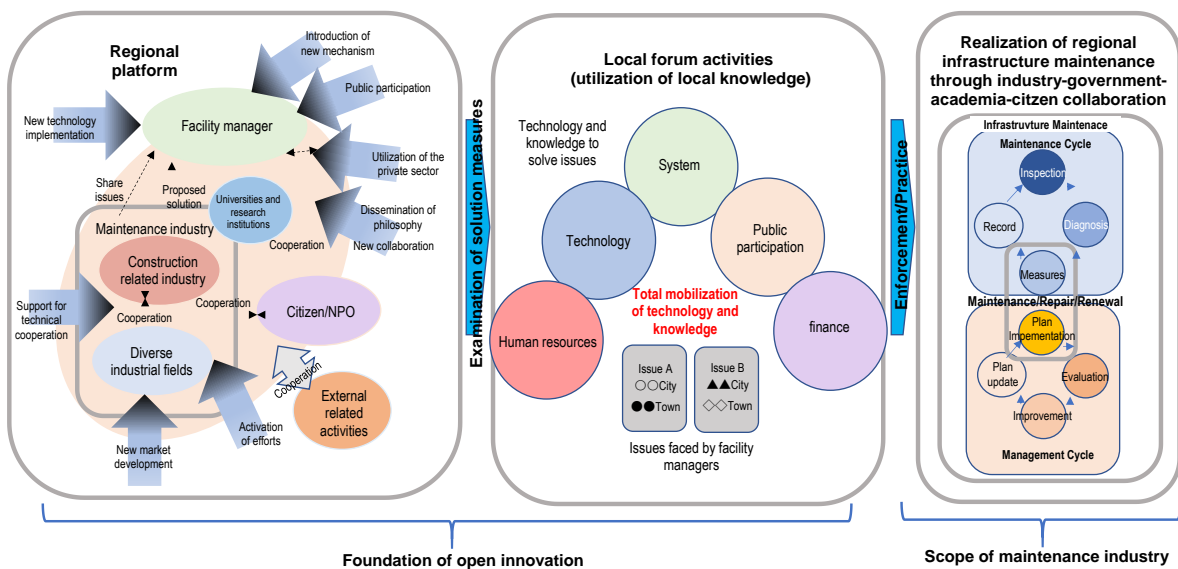 Regional
platform
Introduction of
new mechanism
Public participation
New technology
implementation
Facility manager
Utilization of the
private sector
Share
issues
Proposed
solution
Universities and
research
institutions
Dissemination of
philosophy
New collaboration
Cooperation
Maintenance industry
Construction
related industry
Support for
technical
cooperation
Cooperation
Cooperation
Citizen/NPO
Diverse
industrial fields
Cooperation
External
related
activities
Activation
of efforts
New market
development
Examination of solution measures
Local forum activities
(utilization of local knowledge)
Technology and
knowledge to
solve issues
System
Technology
Public
participation
Human resources
Total mobilization
of technology and
knowledge
finance
Issue A
○○City
●●Town
Issue B
▲▲City
◇◇Town
Issues faced by facility
managers
Enforcement/Practice
Realization of regional
infrastructure maintenance
through industry-government-
academia-citzen collaboration
Infrastruvture Maintenace
Maintenance Cycle
Inspection
Record
Diagnosis
Measures
Maintenance/Repair/Renewal
Plan
Impementation
Plan
update
Evaluation
Improvement
Management Cycle
Foundation of open innovation
Scope of maintenance industry